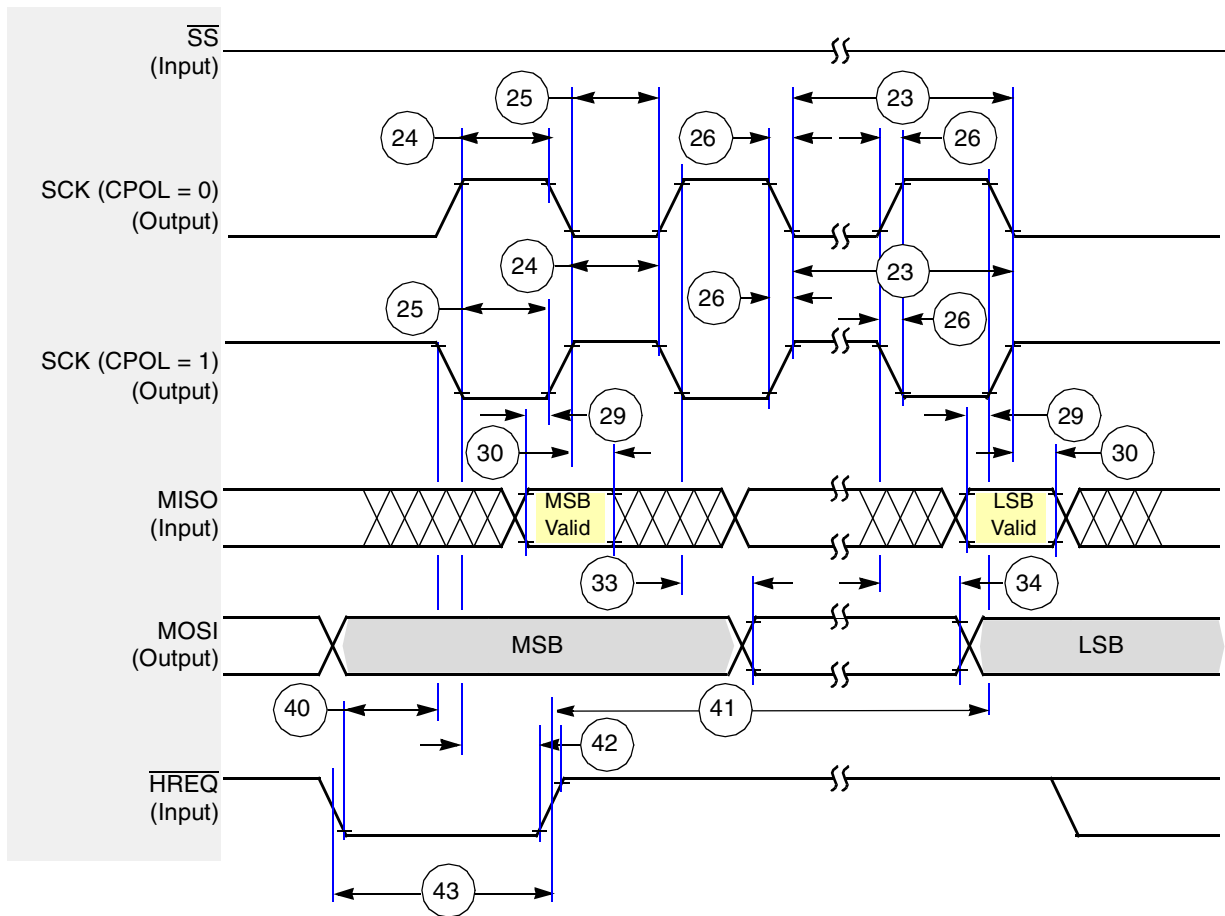 SS
(Input)
25
23
24
26
26
SCK (CPOL = 0)
(Output)
24
23
25
26
26
SCK (CPOL = 1)
(Output)
29
29
30
30
MISO
(Input)
MSB
Valid
LSB
Valid
33
34
MOSI
(Output)
MSB
LSB
40
41
42
HREQ
(Input)
43